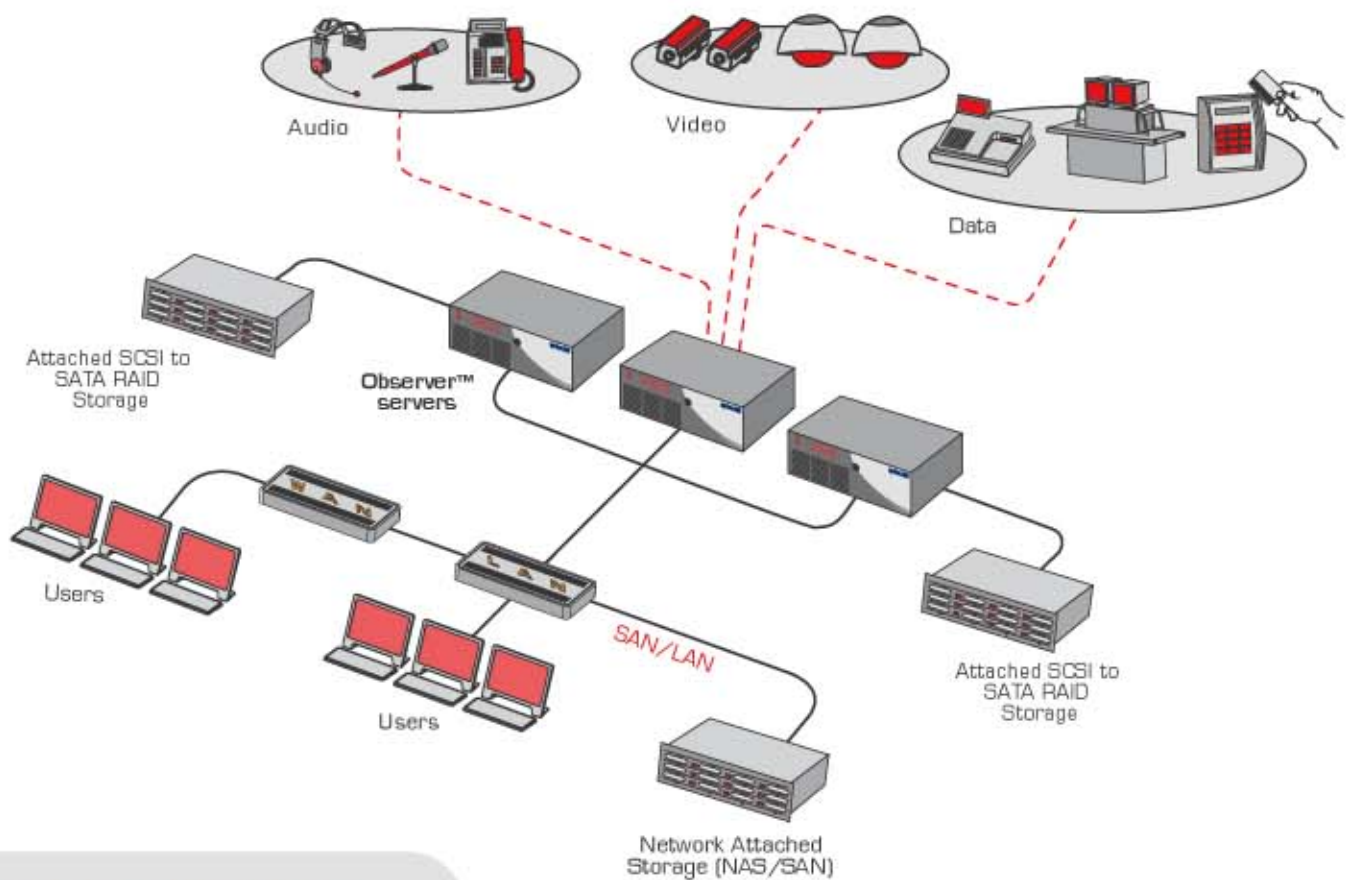 Audio
Video
Data
Attached SCSI to
SATA RAID
Storage
Observer™
servers
WAN
Users
LAN
SAN/LAN
Users
Attached SCSI to
SATA RAID
Storage
Network Attached
Storage (NAS/SAN)